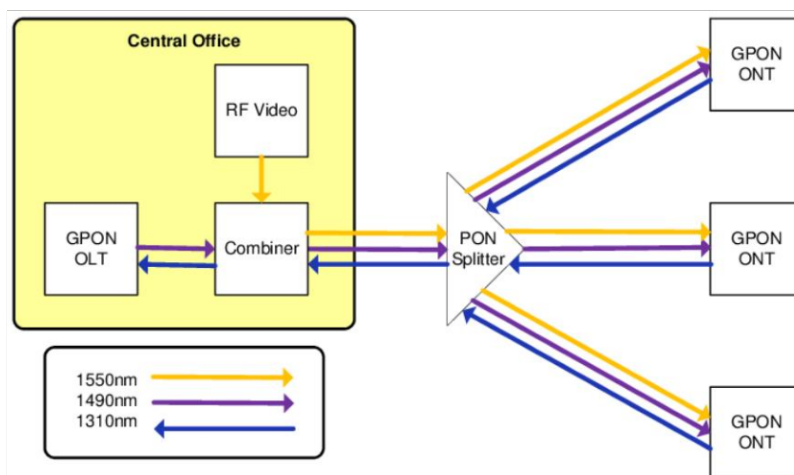 Central Office
RF Video
GPON
OLT
Combiner
PON
Splitter
GPON
ONT
GPON
ONT
GPON
ONT
1550nm
1490nm
1310nm